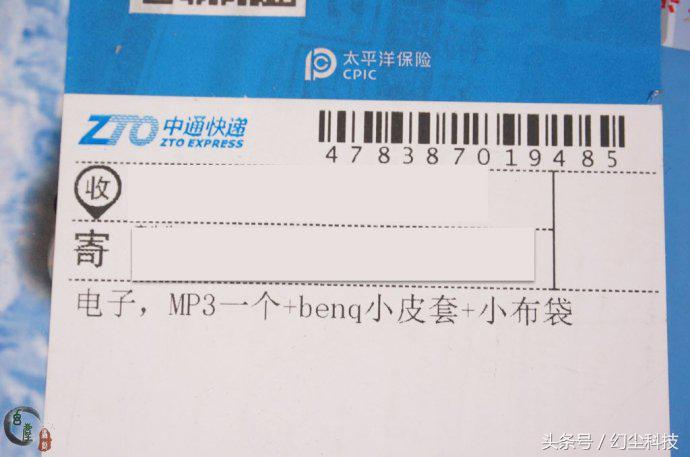 太平洋保险
CPIC
ZTO 中通快递
ZTO EXPRESS
478387019485
收
寄
电子，MP3一个+benq小皮套+小布袋
头条号 / 幻尘科技